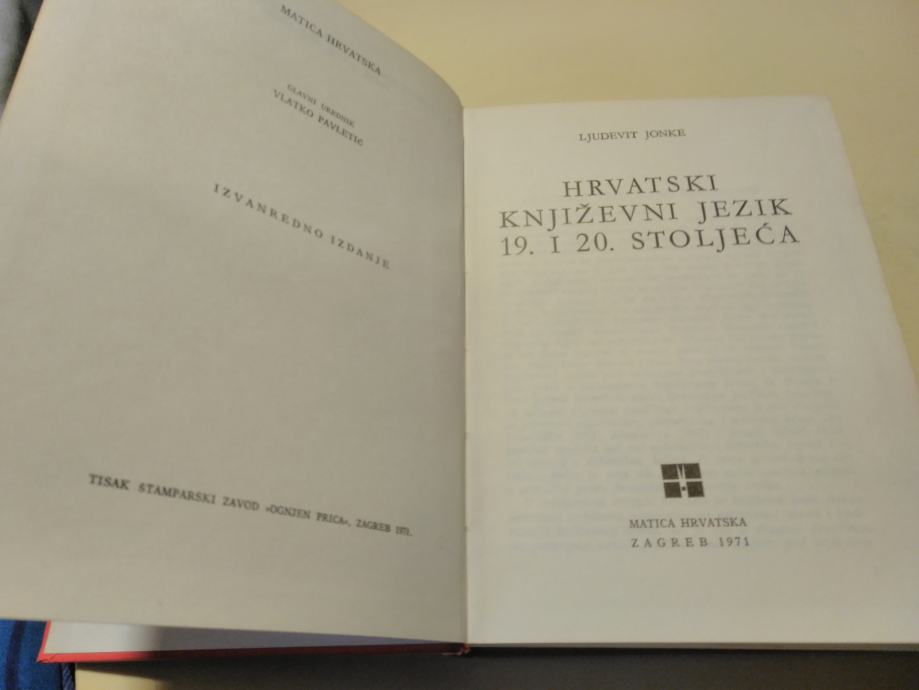 MATICA HRVATSKA
GLAVNI UREDNIK
VLATKO PAVLETIĆ
IZVANREDNO IZDANJE
TISAK ŠTAMPARSKI ZAVOD »OGNJEN PRICA«, ZAGREB 1971.
LJUDEVIT JONKE
HRVATSKI
KNJIŽEVNI JEZIK
19. I 20. STOLJEĆA
MATICA HRVATSKA
ZAGREB 1971